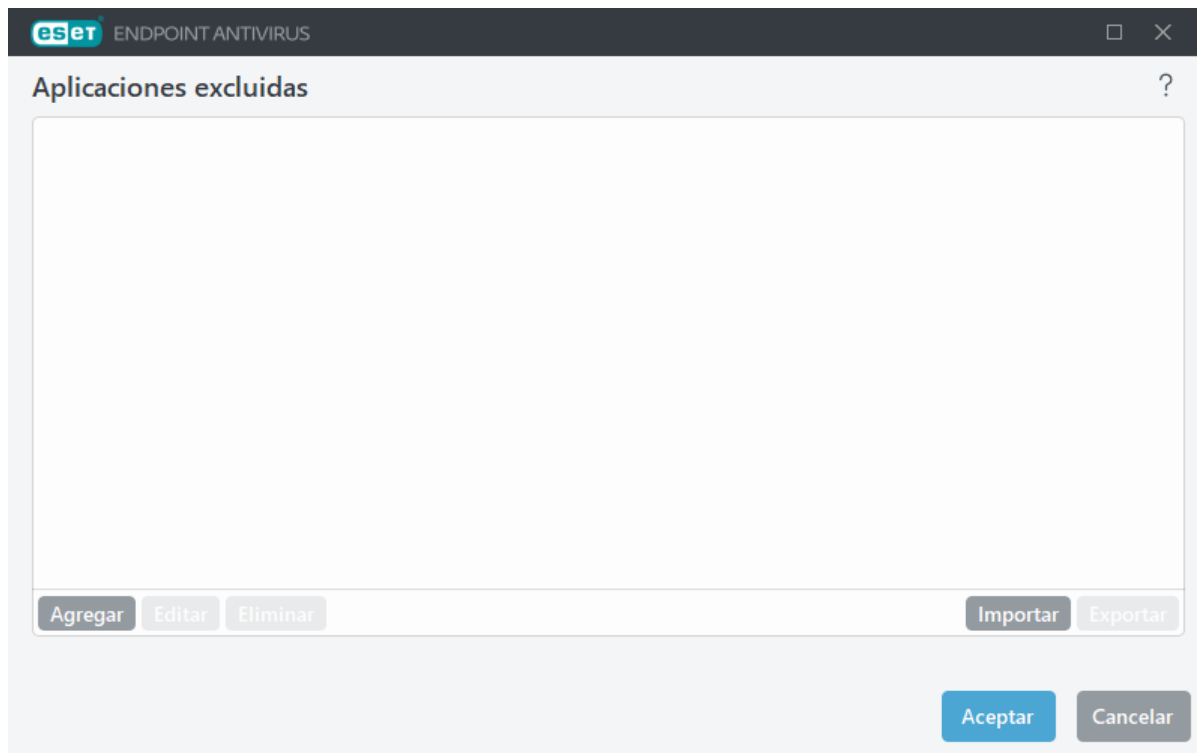 eset ENDPOINT ANTIVIRUS
Aplicaciones excluidas ?
Agregar Editar Eliminar Importar Exportar
Aceptar Cancelar